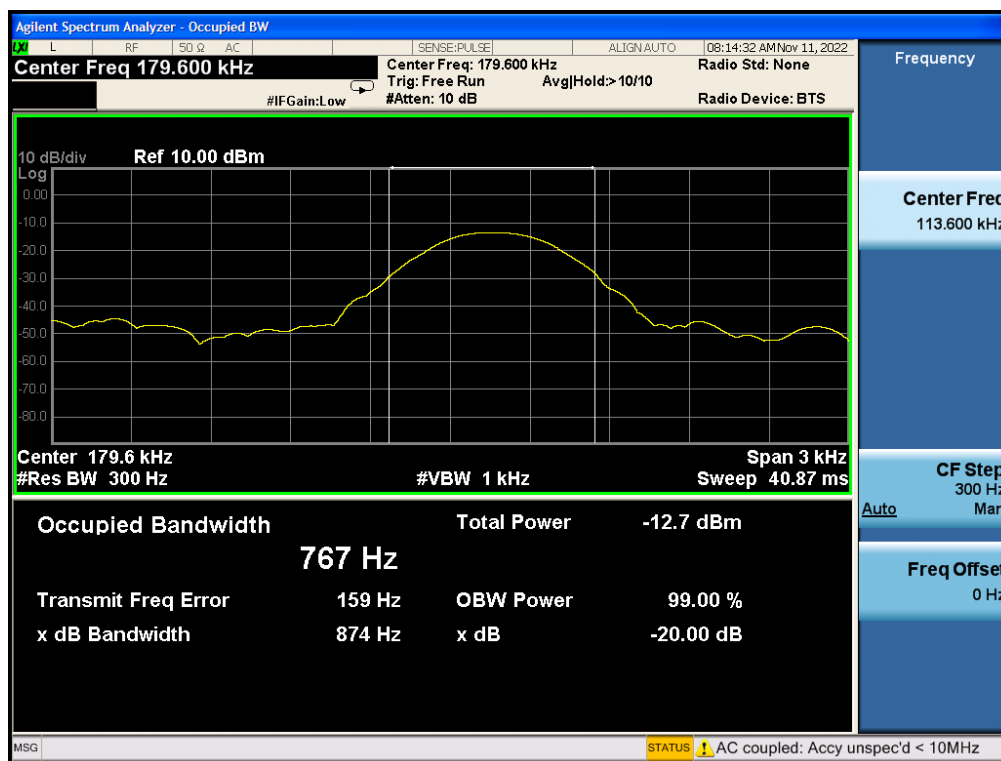 Agilent Spectrum Analyzer - Occupied BW
LXI L RF 50 Ω AC SENSE:PULSE ALIGN AUTO 08:14:32 AM Nov 11, 2022
Center Freq 179.600 kHz
Center Freq: 179.600 kHz
Radio Std: None
Trig: Free Run
Avg|Hold:>10/10
#IFGain:Low
#Atten: 10 dB
Radio Device: BTS
10 dB/div Ref 10.00 dBm
Log
0.00
-10.0
-20.0
-30.0
-40.0
-50.0
-60.0
-70.0
-80.0
Center 179.6 kHz
Span 3 kHz
#Res BW 300 Hz
#VBW 1 kHz
Sweep 40.87 ms
Occupied Bandwidth
Total Power -12.7 dBm
767 Hz
Transmit Freq Error 159 Hz
OBW Power 99.00 %
x dB Bandwidth 874 Hz
x dB -20.00 dB
Frequency
Center Freq
113.600 kHz
CF Step
300 Hz
Auto Man
Freq Offset
0 Hz
MSG
STATUS
AC coupled: Accy unspec'd < 10MHz